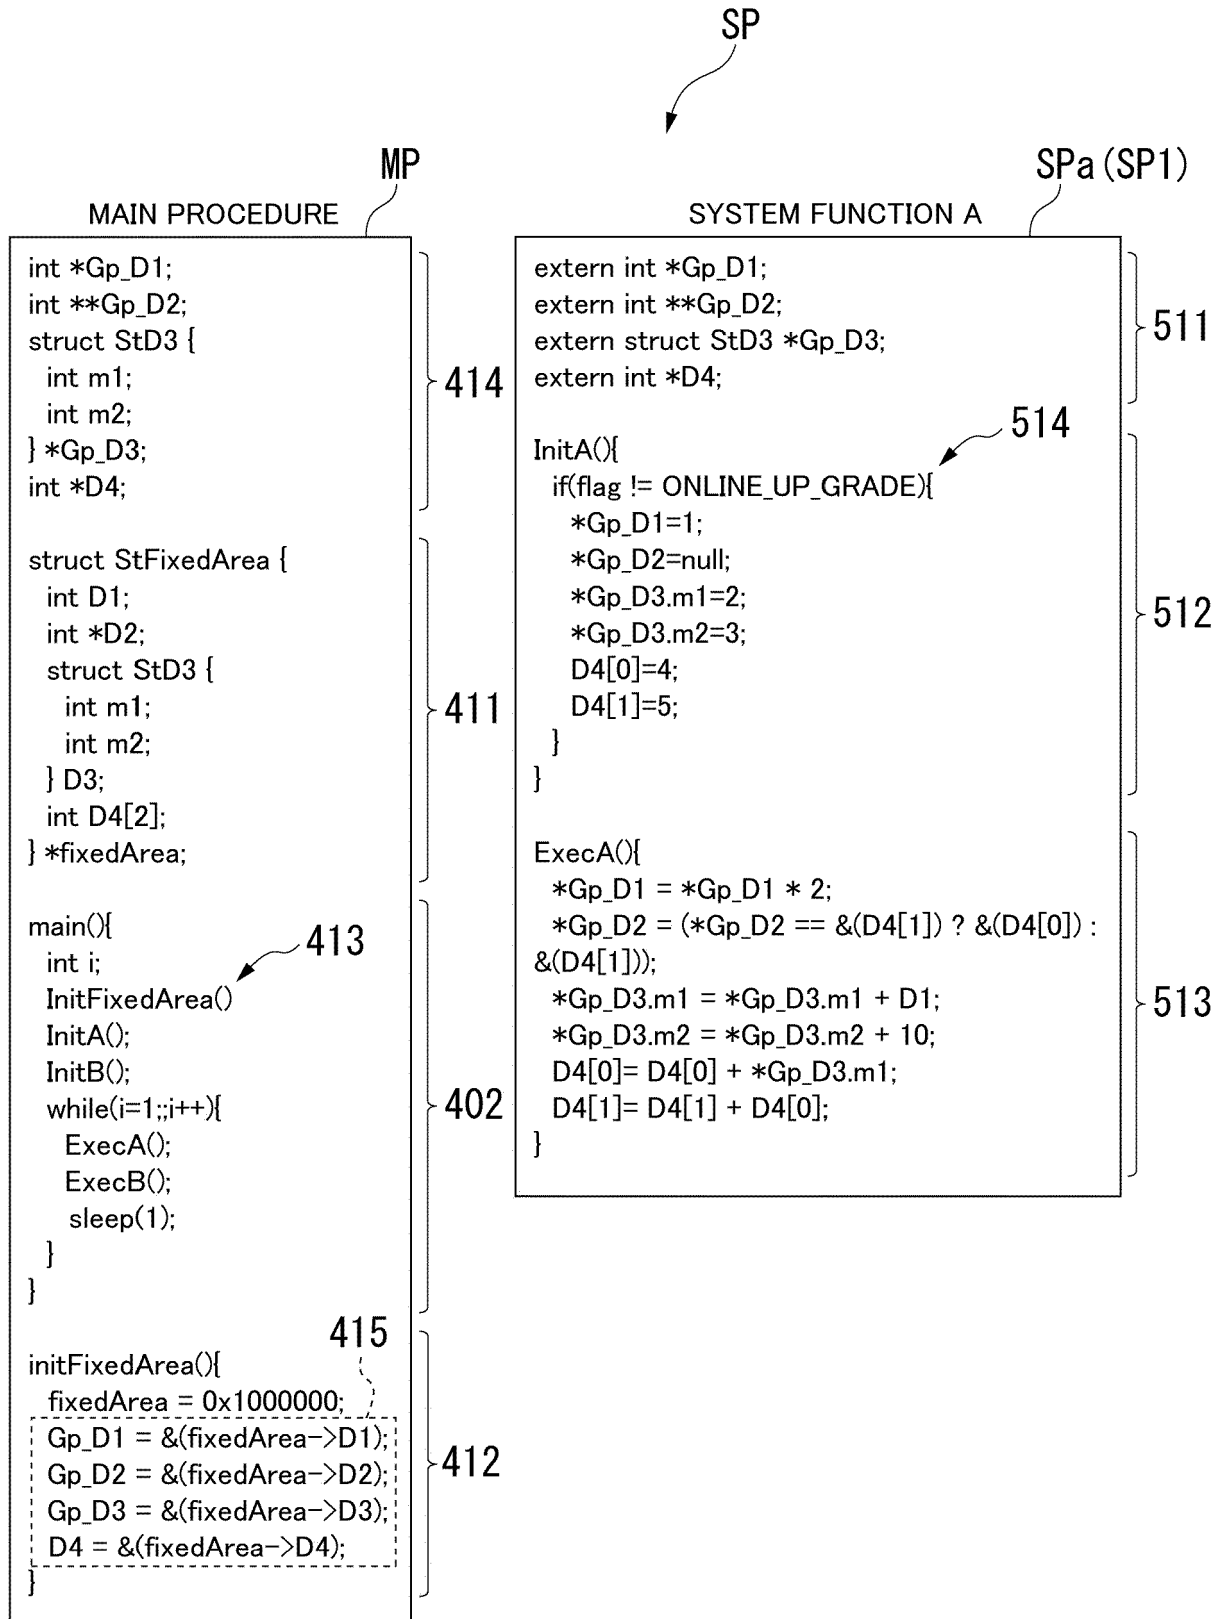 SP
MP
MAIN PROCEDURE
int *Gp_D1;
int **Gp_D2;
struct StD3 {
int m1;
int m2;
} *Gp_D3;
int *D4;
414
struct StFixedArea {
int D1;
int *D2;
struct StD3 {
int m1;
int m2;
} D3;
int D4[2];
} *fixedArea;
411
main(){
int i;
InitFixedArea()
413
InitA();
InitB();
while(i=1;;i++){
ExecA();
ExecB();
sleep(1);
}
}
402
initFixedArea(){
415
fixedArea = 0x1000000;
Gp_D1 = &(fixedArea->D1);
Gp_D2 = &(fixedArea->D2);
Gp_D3 = &(fixedArea->D3);
D4 = &(fixedArea->D4);
}
412
SPa(SP1)
SYSTEM FUNCTION A
extern int *Gp_D1;
extern int **Gp_D2;
extern struct StD3 *Gp_D3;
extern int *D4;
511
InitA(){
514
if(flag != ONLINE_UP_GRADE){
*Gp_D1=1;
*Gp_D2=null;
*Gp_D3.m1=2;
*Gp_D3.m2=3;
D4[0]=4;
D4[1]=5;
}
}
512
ExecA(){
*Gp_D1 = *Gp_D1 * 2;
*Gp_D2 = (*Gp_D2 == &(D4[1]) ? &(D4[0]) :
&(D4[1]));
*Gp_D3.m1 = *Gp_D3.m1 + D1;
*Gp_D3.m2 = *Gp_D3.m2 + 10;
D4[0]= D4[0] + *Gp_D3.m1;
D4[1]= D4[1] + D4[0];
}
513